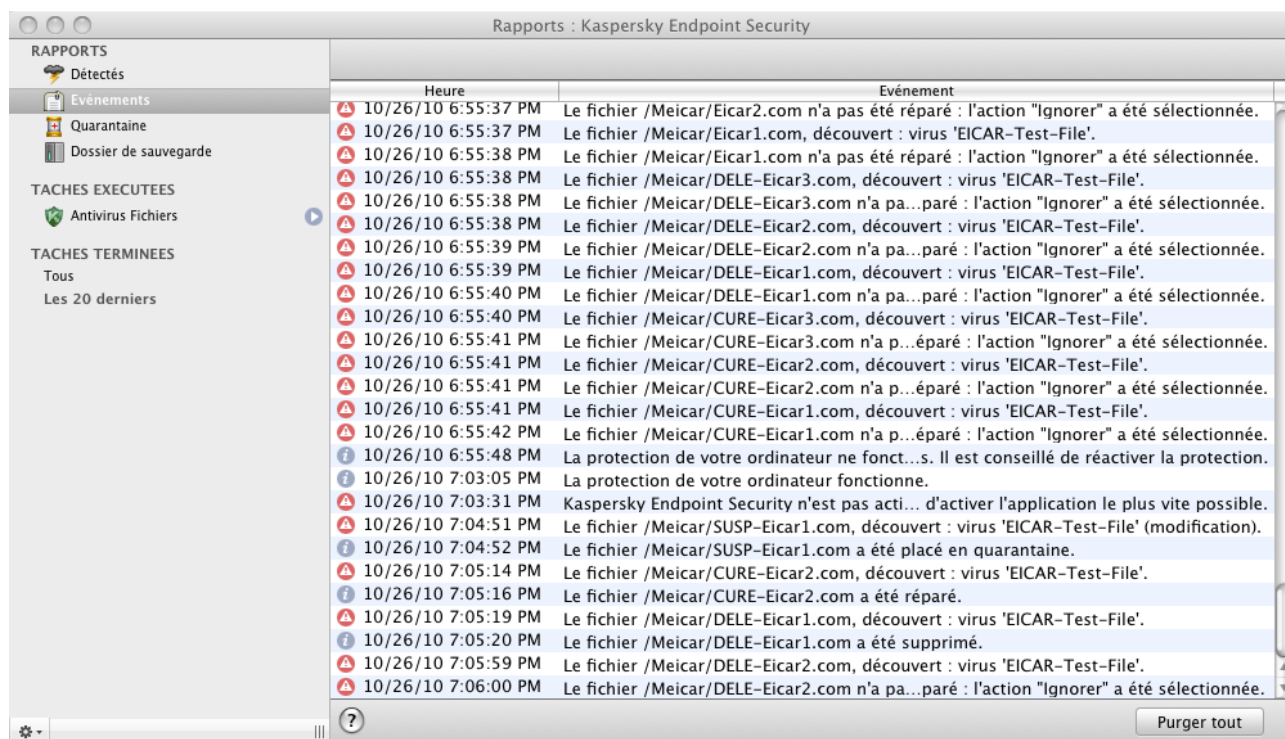 Rapports : Kaspersky Endpoint Security
RAPPORTS
Détectés
Evénements
Quarantaine
Dossier de sauvegarde
TACHES EXECUTEES
Antivirus Fichiers
TACHES TERMINEES
Tous
Les 20 derniers
Heure Evénement
10/26/10 6:55:37 PM Le fichier /Meicar/Eicar2.com n'a pas été réparé : l'action "Ignorer" a été sélectionnée.
10/26/10 6:55:37 PM Le fichier /Meicar/Eicar1.com, découvert : virus 'EICAR-Test-File'.
10/26/10 6:55:38 PM Le fichier /Meicar/Eicar1.com n'a pas été réparé : l'action "Ignorer" a été sélectionnée.
10/26/10 6:55:38 PM Le fichier /Meicar/DELE-Eicar3.com, découvert : virus 'EICAR-Test-File'.
10/26/10 6:55:38 PM Le fichier /Meicar/DELE-Eicar3.com n'a pa...paré : l'action "Ignorer" a été sélectionnée.
10/26/10 6:55:38 PM Le fichier /Meicar/DELE-Eicar2.com, découvert : virus 'EICAR-Test-File'.
10/26/10 6:55:39 PM Le fichier /Meicar/DELE-Eicar2.com n'a pa...paré : l'action "Ignorer" a été sélectionnée.
10/26/10 6:55:39 PM Le fichier /Meicar/DELE-Eicar1.com, découvert : virus 'EICAR-Test-File'.
10/26/10 6:55:40 PM Le fichier /Meicar/DELE-Eicar1.com n'a pa...paré : l'action "Ignorer" a été sélectionnée.
10/26/10 6:55:40 PM Le fichier /Meicar/CURE-Eicar3.com, découvert : virus 'EICAR-Test-File'.
10/26/10 6:55:41 PM Le fichier /Meicar/CURE-Eicar3.com n'a p...éparé : l'action "Ignorer" a été sélectionnée.
10/26/10 6:55:41 PM Le fichier /Meicar/CURE-Eicar2.com, découvert : virus 'EICAR-Test-File'.
10/26/10 6:55:41 PM Le fichier /Meicar/CURE-Eicar2.com n'a p...éparé : l'action "Ignorer" a été sélectionnée.
10/26/10 6:55:41 PM Le fichier /Meicar/CURE-Eicar1.com, découvert : virus 'EICAR-Test-File'.
10/26/10 6:55:42 PM Le fichier /Meicar/CURE-Eicar1.com n'a p...éparé : l'action "Ignorer" a été sélectionnée.
10/26/10 6:55:48 PM La protection de votre ordinateur ne fonct...s. Il est conseillé de réactiver la protection.
10/26/10 7:03:05 PM La protection de votre ordinateur fonctionne.
10/26/10 7:03:31 PM Kaspersky Endpoint Security n'est pas acti... d'activer l'application le plus vite possible.
10/26/10 7:04:51 PM Le fichier /Meicar/SUSP-Eicar1.com, découvert : virus 'EICAR-Test-File' (modification).
10/26/10 7:04:52 PM Le fichier /Meicar/SUSP-Eicar1.com a été placé en quarantaine.
10/26/10 7:05:14 PM Le fichier /Meicar/CURE-Eicar2.com, découvert : virus 'EICAR-Test-File'.
10/26/10 7:05:16 PM Le fichier /Meicar/CURE-Eicar2.com a été réparé.
10/26/10 7:05:19 PM Le fichier /Meicar/DELE-Eicar1.com, découvert : virus 'EICAR-Test-File'.
10/26/10 7:05:20 PM Le fichier /Meicar/DELE-Eicar1.com a été supprimé.
10/26/10 7:05:59 PM Le fichier /Meicar/DELE-Eicar2.com, découvert : virus 'EICAR-Test-File'.
10/26/10 7:06:00 PM Le fichier /Meicar/DELE-Eicar2.com n'a pa...paré : l'action "Ignorer" a été sélectionnée.
? Purger tout